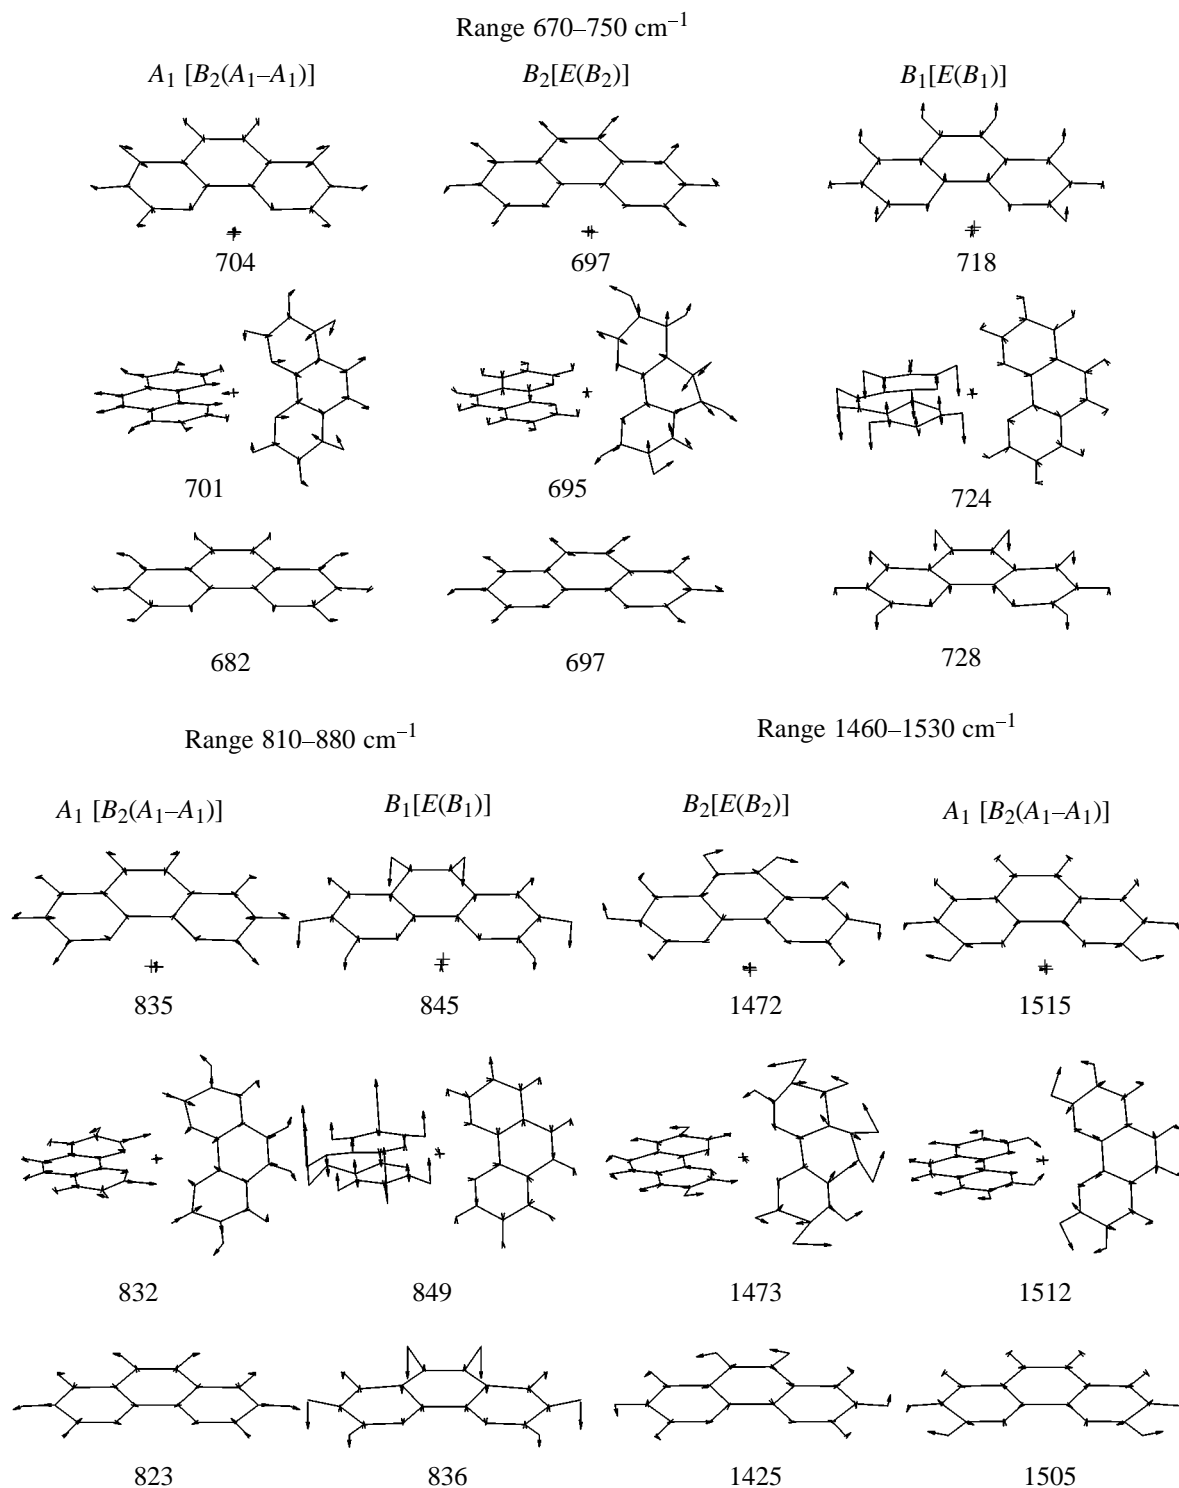 Range 670–750 cm⁻¹
A₁ [B₂(A₁–A₁)] B₂[E(B₂)] B₁[E(B₁)]
704 697 718
701 695 724
682 697 728
Range 810–880 cm⁻¹ Range 1460–1530 cm⁻¹
A₁ [B₂(A₁–A₁)] B₁[E(B₁)] B₂[E(B₂)] A₁ [B₂(A₁–A₁)]
835 845 1472 1515
832 849 1473 1512
823 836 1425 1505